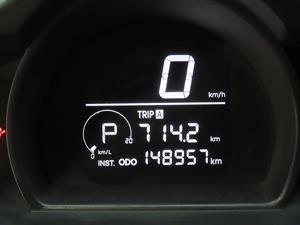 0
km/h
TRIP A
P 714.2 km
20
0 km/L
INST. ODO 148957 km